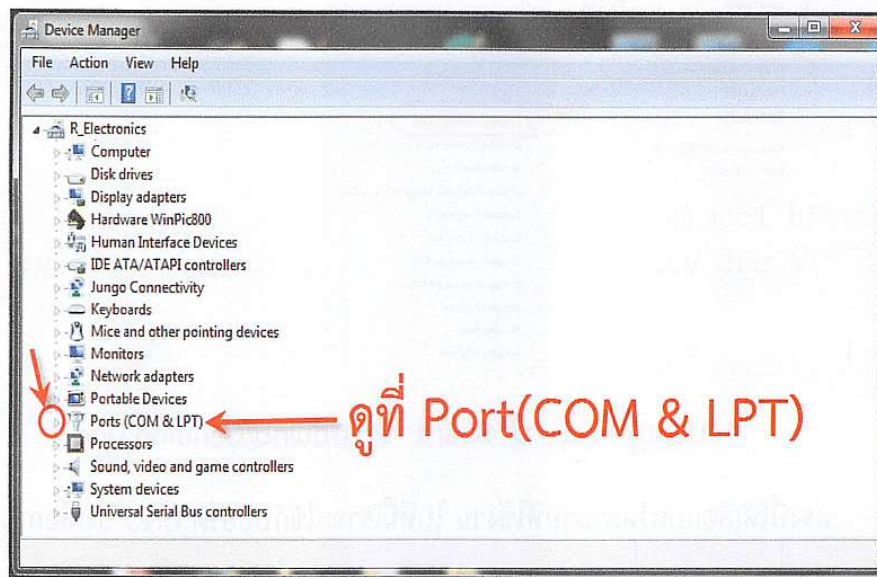 Device Manager
File Action View Help
R_Electronics
Computer
Disk drives
Display adapters
Hardware WinPic800
Human Interface Devices
IDE ATA/ATAPI controllers
Jungo Connectivity
Keyboards
Mice and other pointing devices
Monitors
Network adapters
Portable Devices
Ports (COM & LPT) ดูที่ Port(COM & LPT)
Processors
Sound, video and game controllers
System devices
Universal Serial Bus controllers